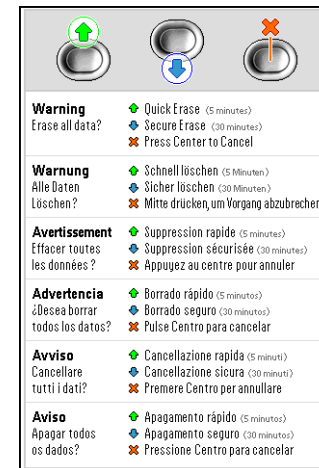 Warning
Erase all data?
Quick Erase (5 minutes)
Secure Erase (30 minutes)
Press Center to Cancel
Warnung
Alle Daten
Löschen?
Schnell löschen (5 Minuten)
Sicher löschen (30 Minuten)
Mitte drücken, um Vorgang abzubrechen
Avertissement
Effacer toutes
les données ?
Suppression rapide (5 minutes)
Suppression sécurisée (30 minutes)
Appuyez au centre pour annuler
Advertencia
¿Desea borrar
todos los datos?
Borrado rápido (5 minutos)
Borrado seguro (30 minutos)
Pulse Centro para cancelar
Avviso
Cancellare
tutti i dati?
Cancellazione rapida (5 minuti)
Cancellazione sicura (30 minuti)
Premere Centro per annullare
Aviso
Apagar todos
os dados?
Apagamento rápido (5 minutos)
Apagamento seguro (30 minutos)
Pressione Centro para cancelar